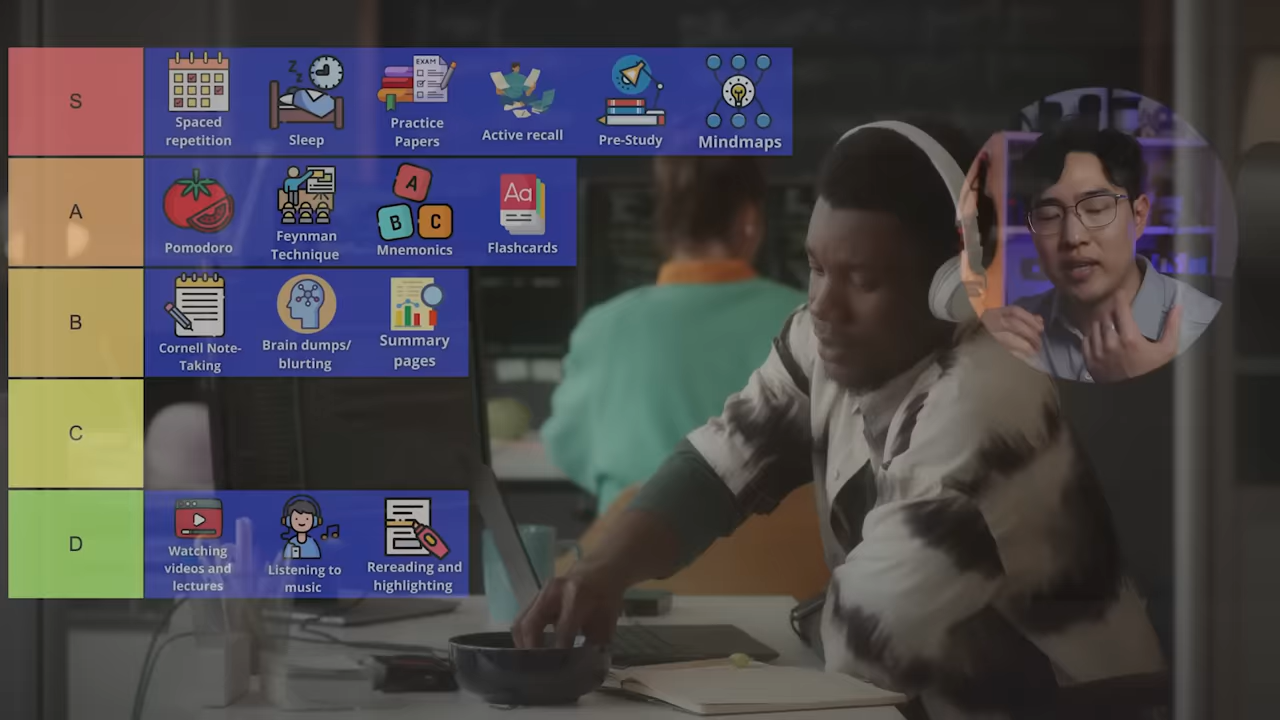 S
Spaced
repetition
Sleep
EXAM
Practice
Papers
Active recall
Pre-Study
Mindmaps
A
Pomodoro
Feynman
Technique
A
B
C
Mnemonics
Aa
Flashcards
B
Cornell Note-
Taking
Brain dumps/
blurting
Summary
pages
C
D
Watching
videos and
lectures
Listening to
music
Rereading and
highlighting